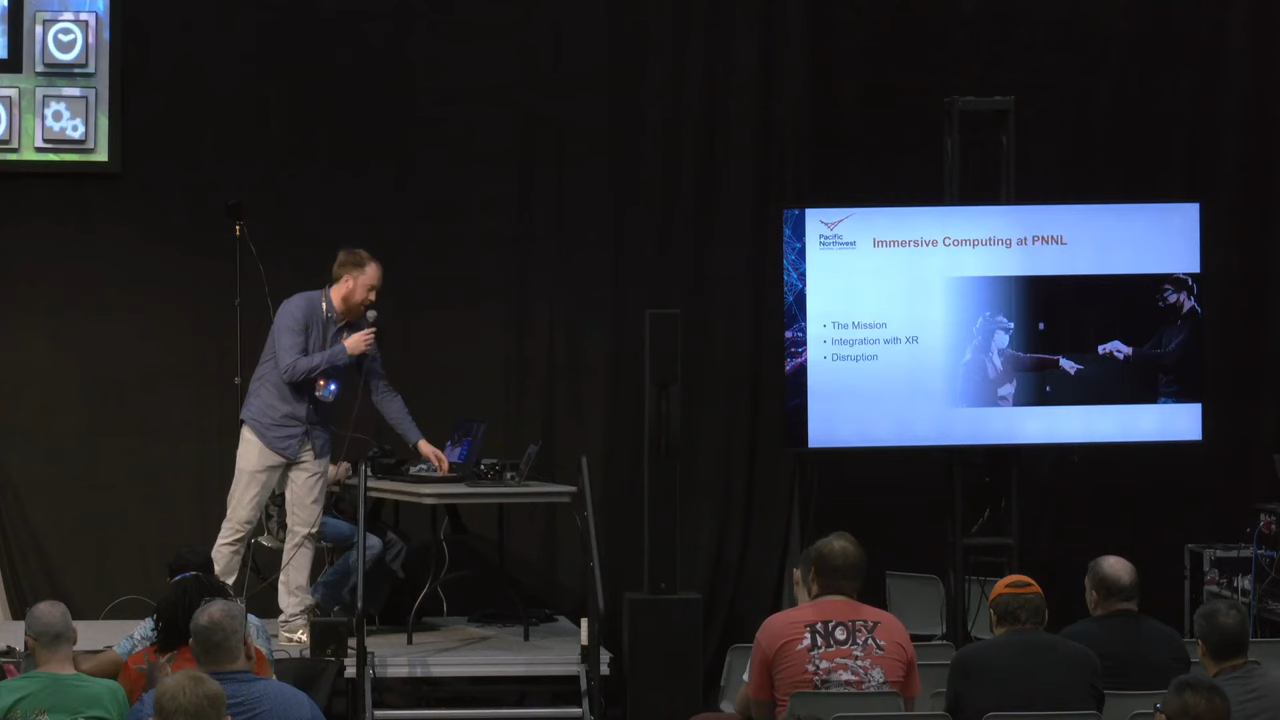 Pacific
Northwest
Immersive Computing at PNNL
• The Mission
• Integration with XR
• Disruption
NOFX